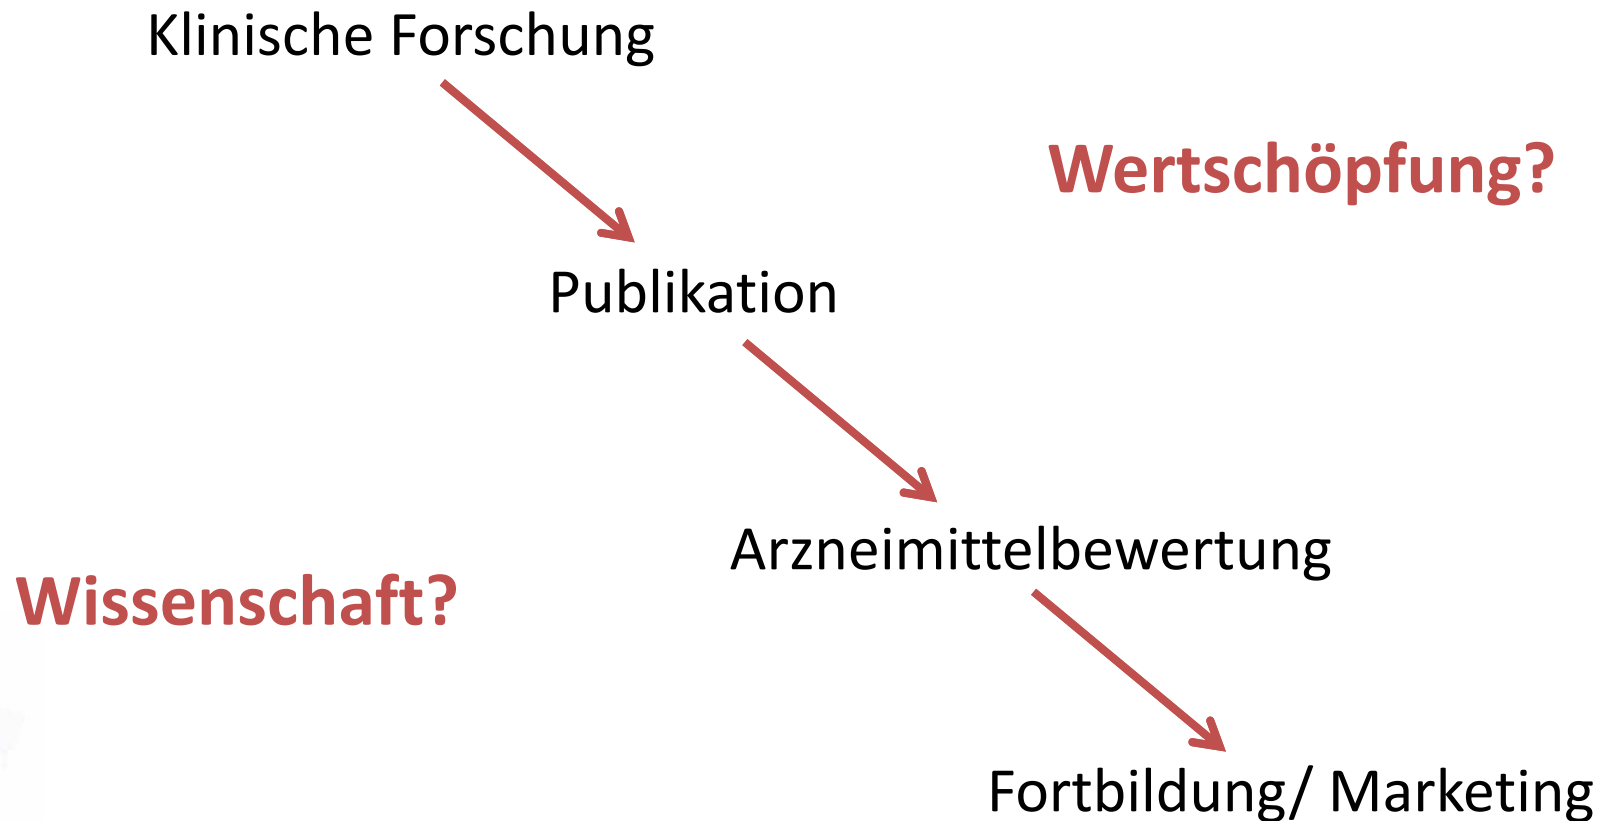 Klinische Forschung
Wertschöpfung?
Publikation
Arzneimittelbewertung
Wissenschaft?
Fortbildung/ Marketing